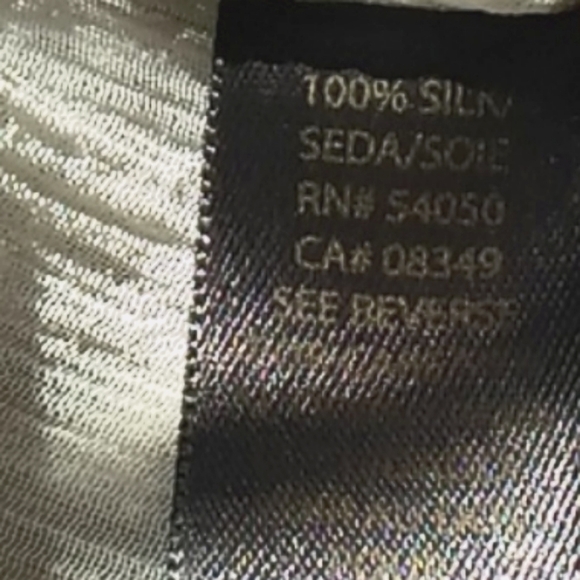 100% SILK/
SEDA/SOIE
RN# 54050
CA# 08349
SEE REVERSE